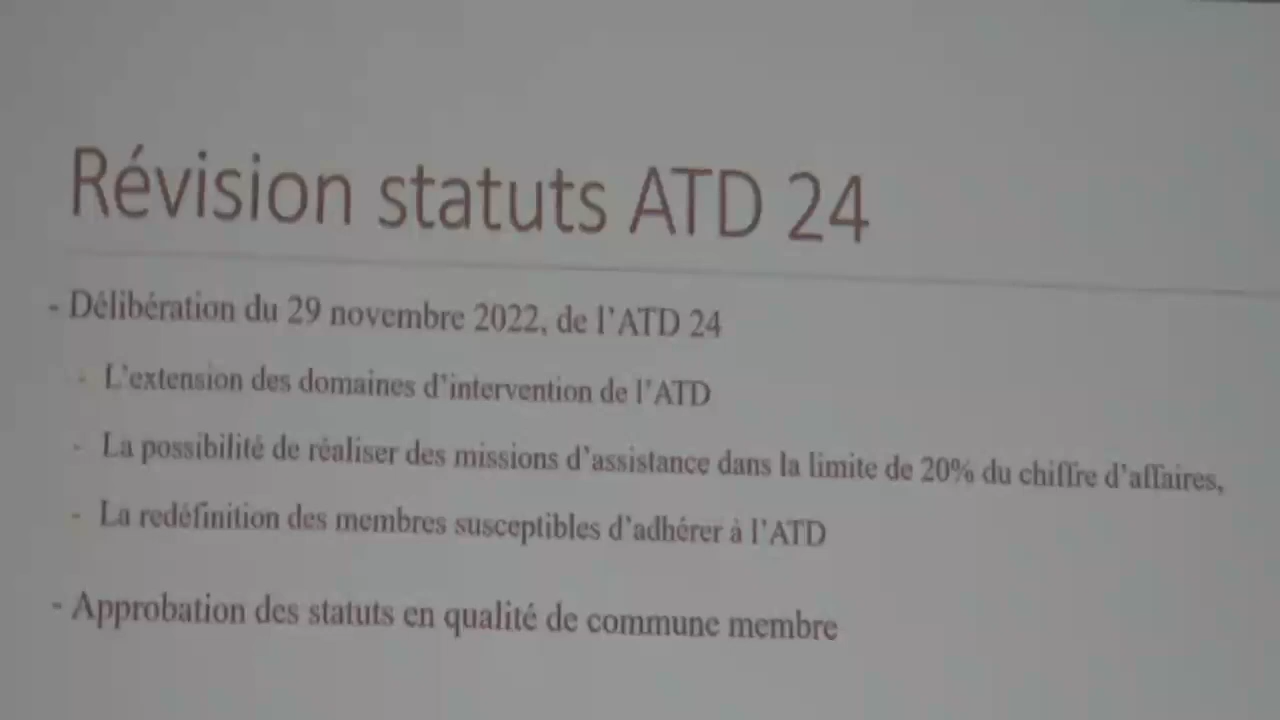 Révision statuts ATD 24
- Délibération du 29 novembre 2022, de l'ATD 24
- L'extension des domaines d'intervention de l'ATD
- La possibilité de réaliser des missions d'assistance dans la limite de 20% du chiffre d'affaires,
- La redéfinition des membres susceptibles d'adhérer à l'ATD
- Approbation des statuts en qualité de commune membre